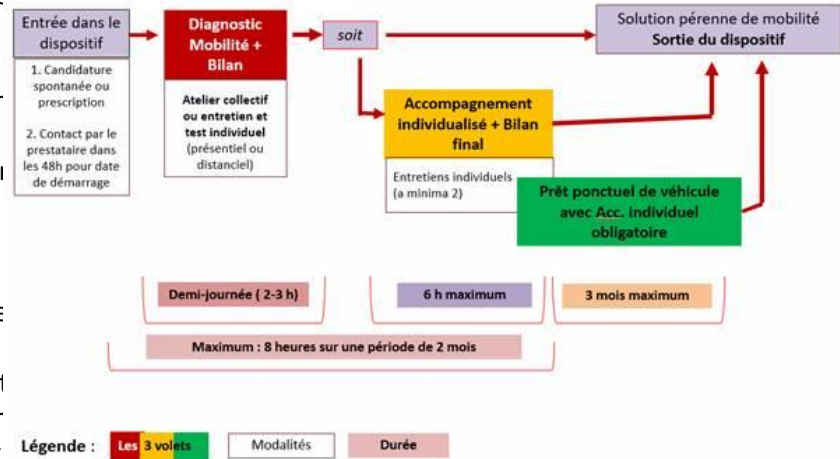 Entrée dans le
dispositif
1. Candidature
spontanée ou
prescription
2. Contact par le
prestataire dans
les 48h pour date
de démarrage
Diagnostic
Mobilité +
Bilan
Atelier collectif
ou entretien et
test individuel
(présentiel ou
distanciel)
soit
Solution pérenne de mobilité
Sortie du dispositif
Accompagnement
individualisé + Bilan
final
Entretiens individuels
(a minima 2)
Prêt ponctuel de véhicule
avec Acc. individuel
obligatoire
Demi-journée ( 2-3 h)
6 h maximum
3 mois maximum
Maximum : 8 heures sur une période de 2 mois
Légende :
Les 3 volets
Modalités
Durée